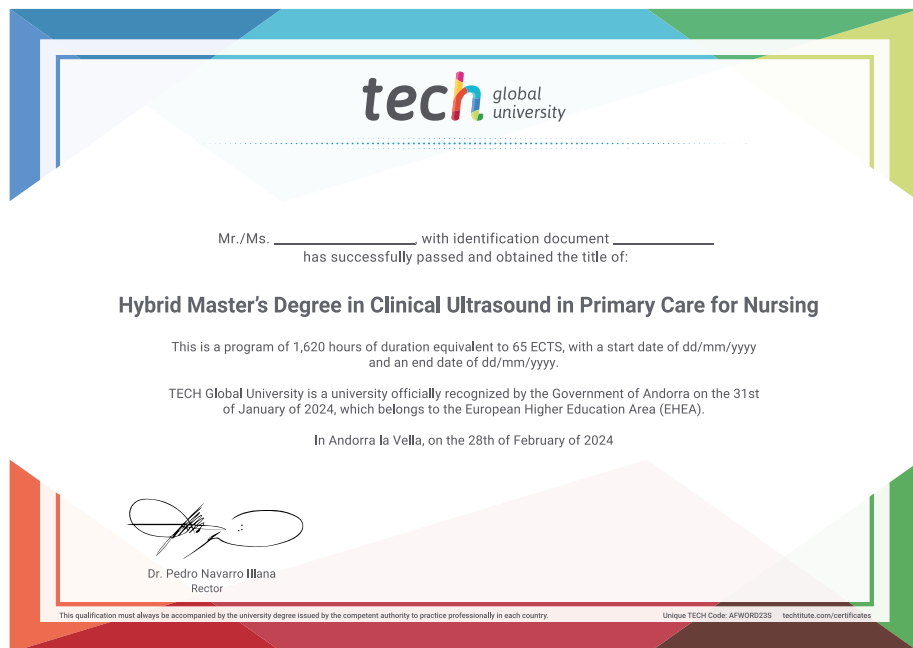 tech global
university
Mr./Ms. ________________, with identification document ____________
has successfully passed and obtained the title of:
Hybrid Master's Degree in Clinical Ultrasound in Primary Care for Nursing
This is a program of 1,620 hours of duration equivalent to 65 ECTS, with a start date of dd/mm/yyyy
and an end date of dd/mm/yyyy.
TECH Global University is a university officially recognized by the Government of Andorra on the 31st
of January of 2024, which belongs to the European Higher Education Area (EHEA).
In Andorra la Vella, on the 28th of February of 2024
Dr. Pedro Navarro Illana
Rector
This qualification must always be accompanied by the university degree issued by the competent authority to practice professionally in each country.
Unique TECH Code: AFWORD23S techtitute.com/certificates